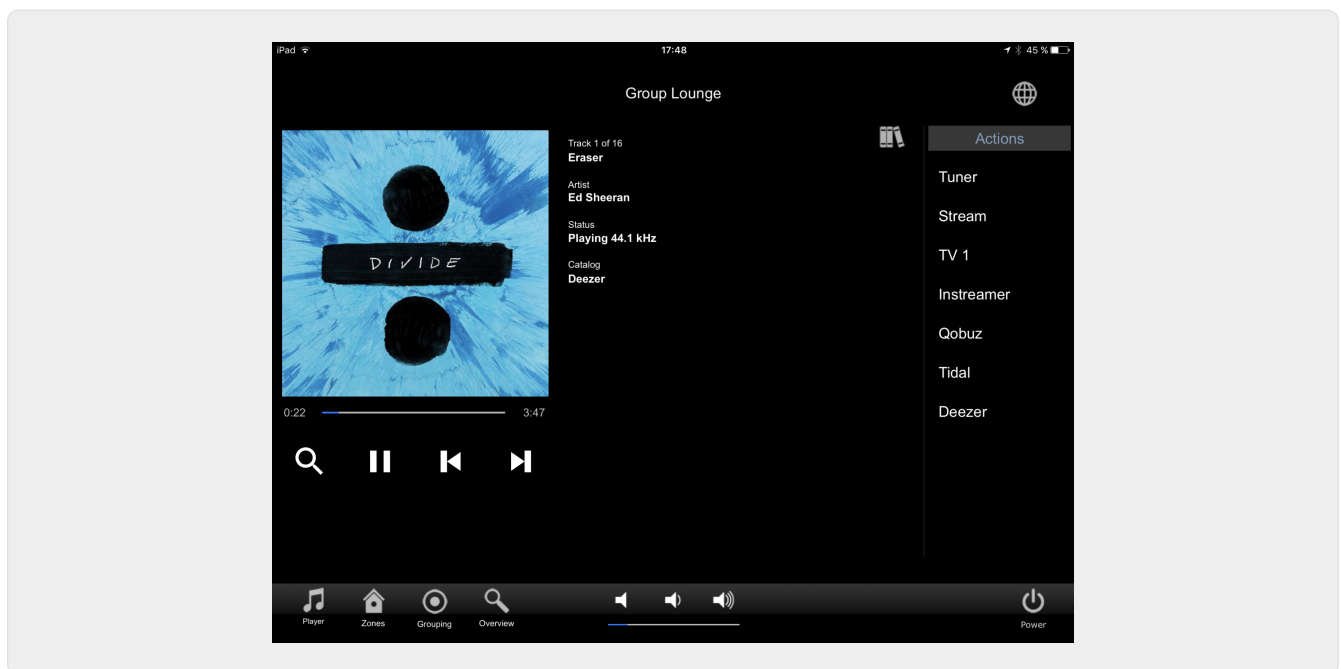 iPad 17:48 45 %
Group Lounge
DIVIDE
Track 1 of 16
Eraser
Artist
Ed Sheeran
Status
Playing 44.1 kHz
Catalog
Deezer
0:22 3:47
Actions
Tuner
Stream
TV 1
Instreamer
Qobuz
Tidal
Deezer
Player Zones Grouping Overview Power